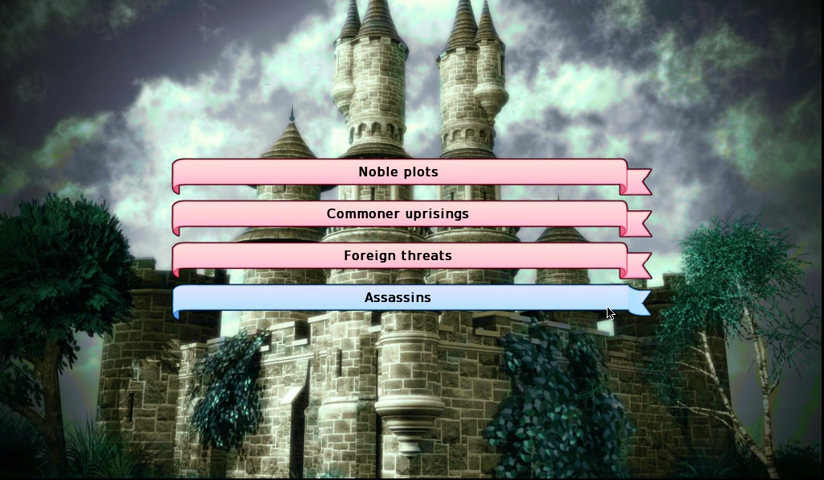 Noble plots
Commoner uprisings
Foreign threats
Assassins